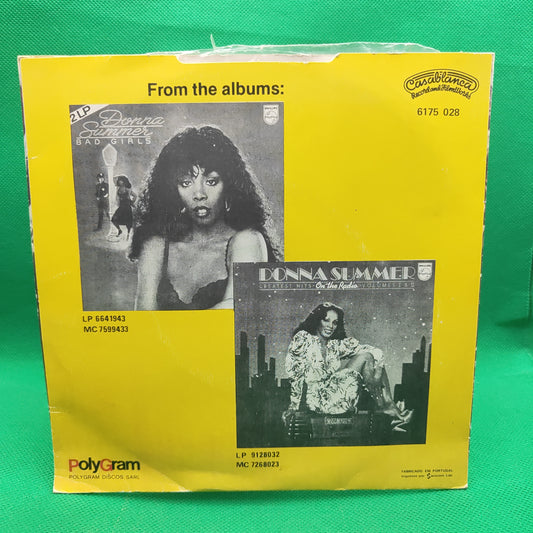 From the albums:
Casablanca
Record and FilmWorks
6175 028
2 LP
Donna
Summer
BAD GIRLS
PHILIPS
LP 6641943
MC 7599433
DONNA SUMMER
GREATEST HITS On the Radio VOLUMES I & II
PHILIPS
LP 9128032
MC 7268023
PolyGram
POLYGRAM DISCOS SARL
FABRICADO EM PORTUGAL